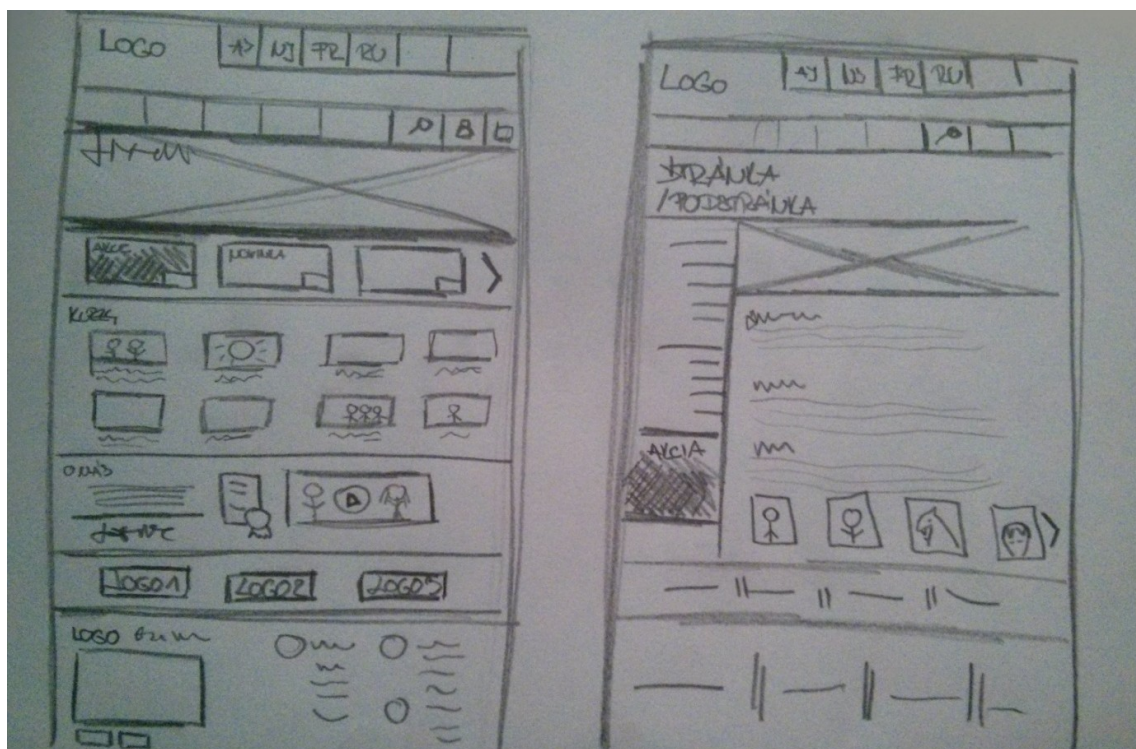 LOGO
AJ NJ FR RU
AKCIE
NOVINKA
KURZY
O NÁS
LOGO1 LOGO2 LOGO3
LOGO
LOGO
AJ NJ FR RU
STRÁNKA
/PODSTRÁNKA
AKCIA